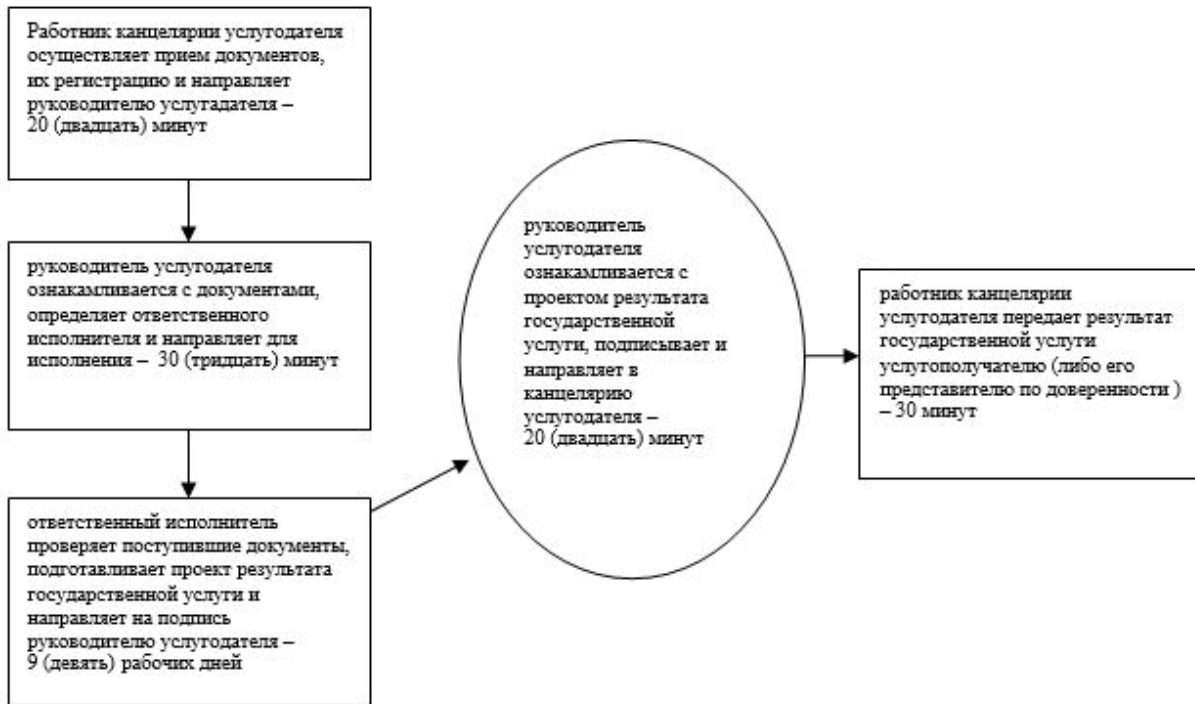 Работник канцелярии услугодателя
осуществляет прием документов,
их регистрацию и направляет
руководителю услугадателя –
20 (двадцать) минут
руководитель услугодателя
ознакамливается с документами,
определяет ответственного
исполнителя и направляет для
исполнения – 30 (тридцать) минут
ответственный исполнитель
проверяет поступившие документы,
подготавливает проект результата
государственной услуги и
направляет на подпись
руководителю услугодателя –
9 (девять) рабочих дней
руководитель
услугодателя
ознакамливается с
проектом результата
государственной
услуги, подписывает и
направляет в
канцелярию
услугодателя –
20 (двадцать) минут
работник канцелярии
услугодателя передает результат
государственной услуги
услугополучателю (либо его
представителю по доверенности )
– 30 минут